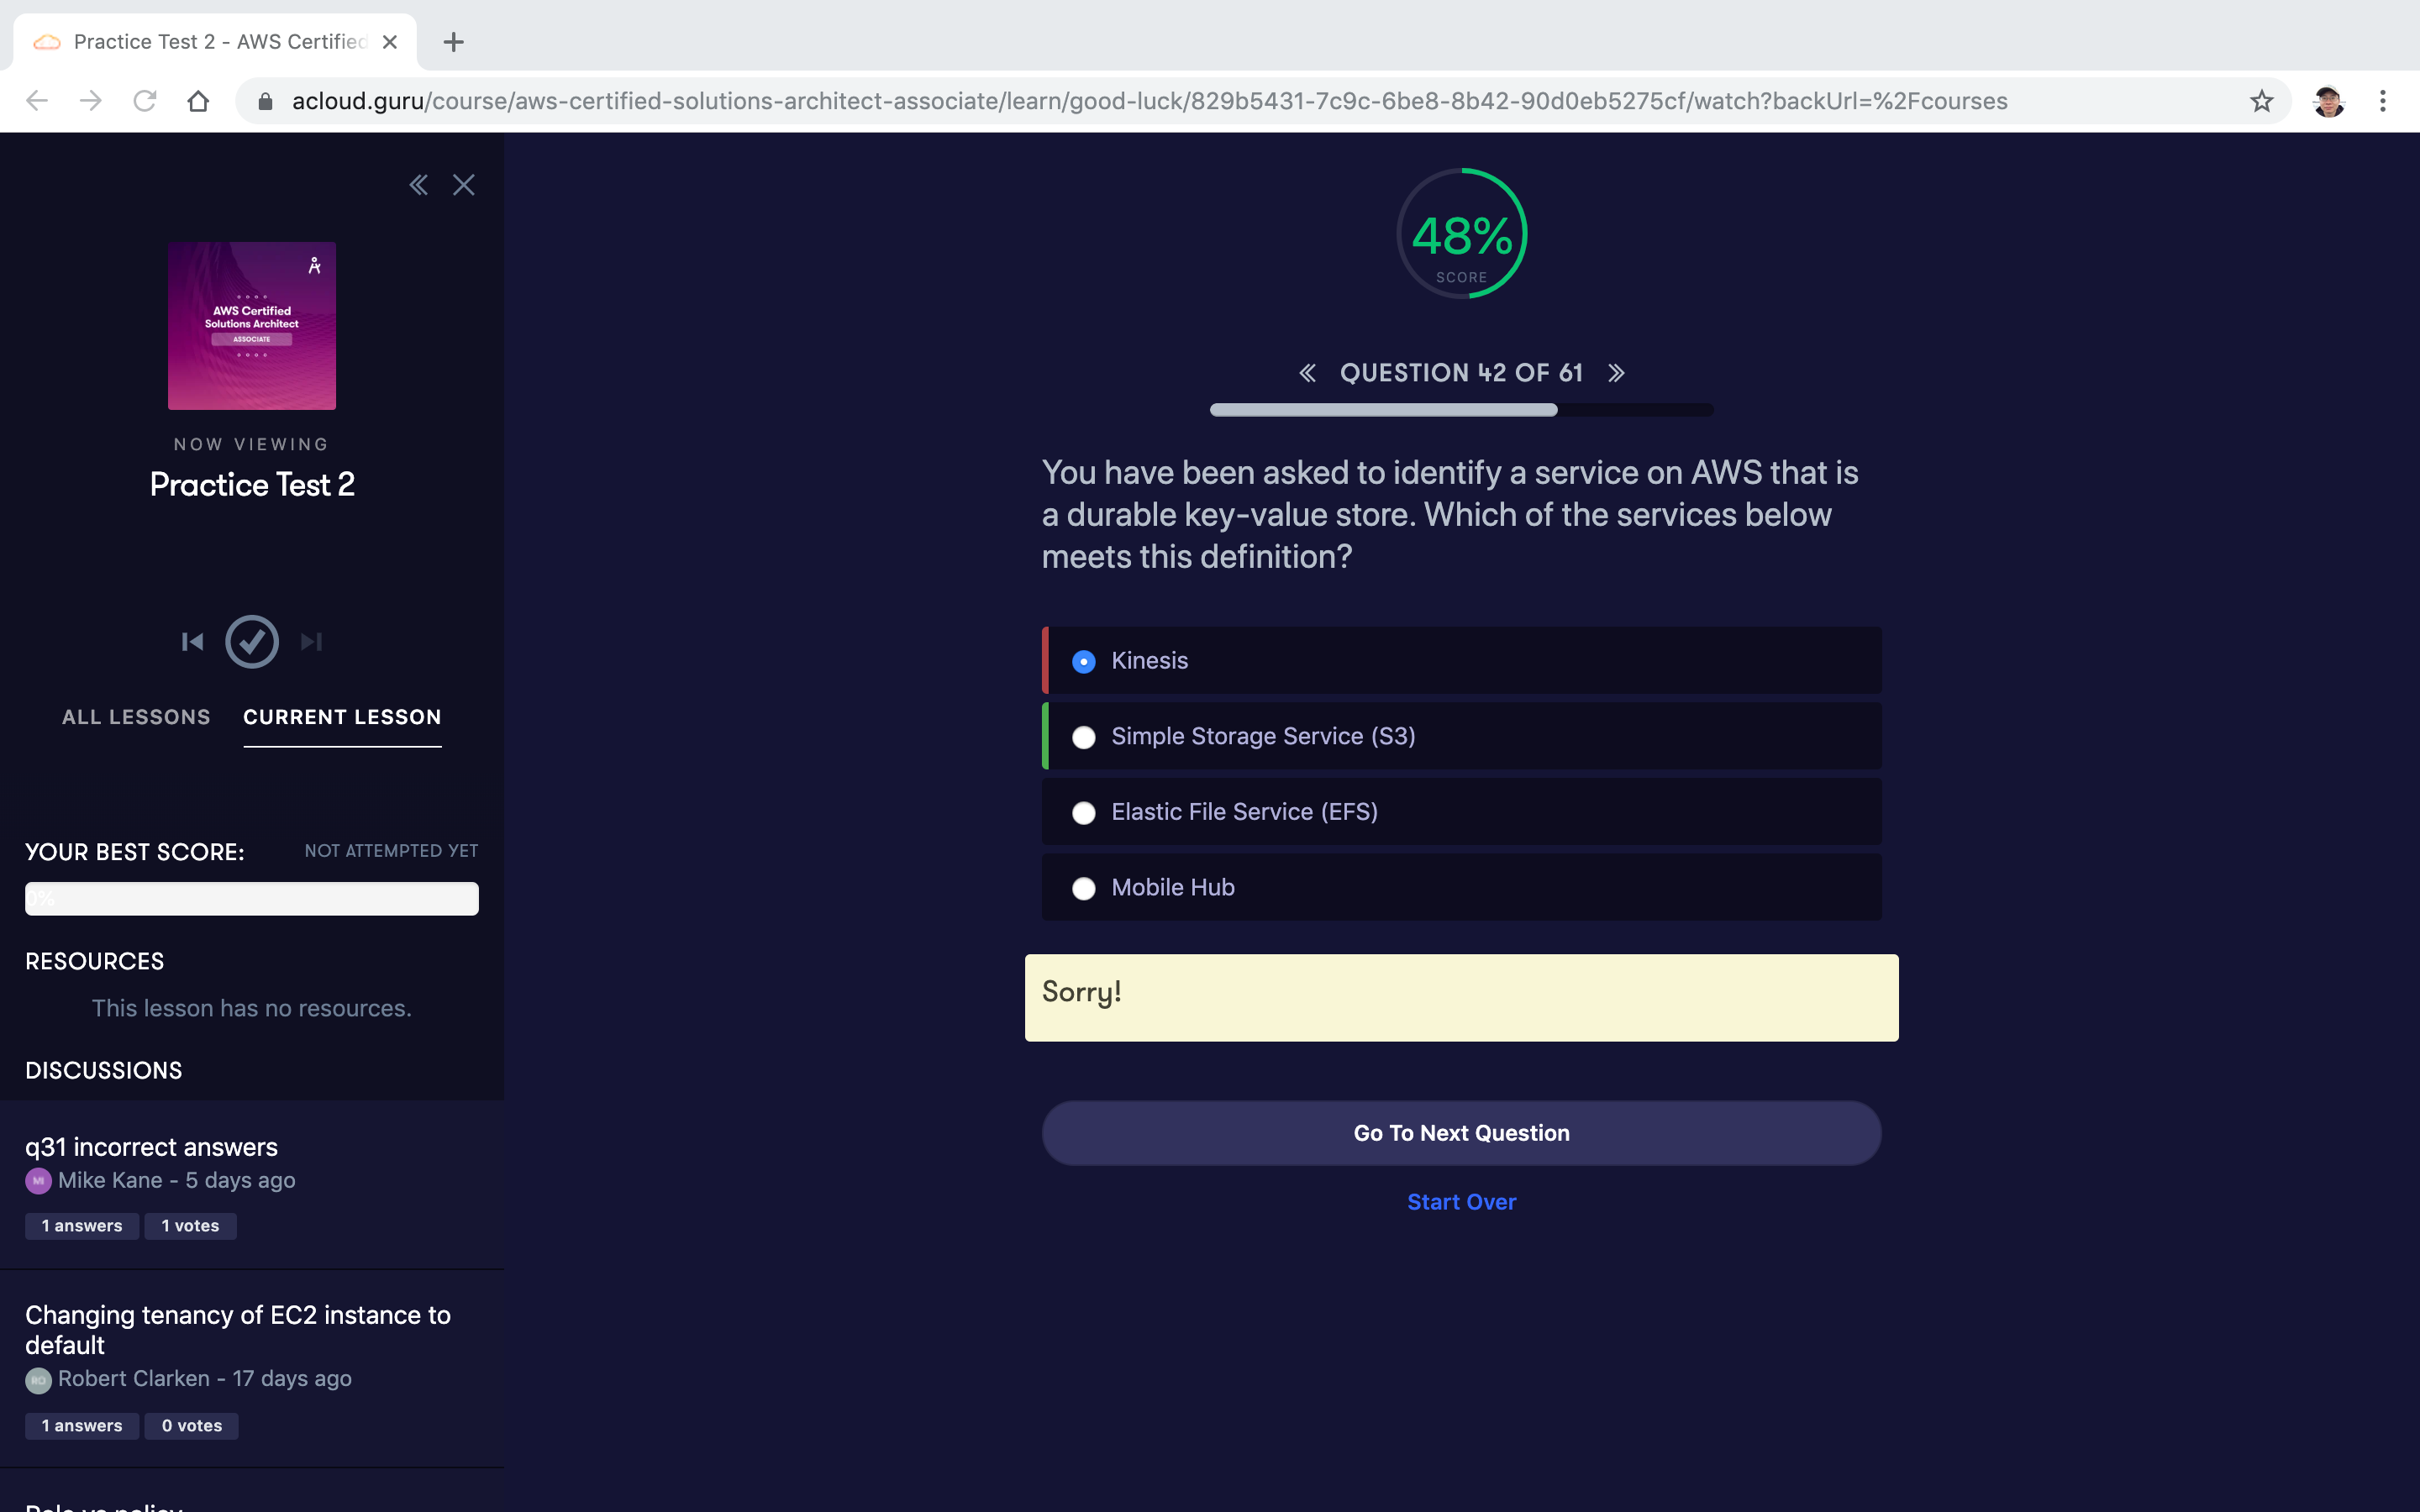 Practice Test 2 - AWS Certified
acloud.guru/course/aws-certified-solutions-architect-associate/learn/good-luck/829b5431-7c9c-6be8-8b42-90d0eb5275cf/watch?backUrl=%2Fcourses
AWS Certified
Solutions Architect
ASSOCIATE
NOW VIEWING
Practice Test 2
ALL LESSONS CURRENT LESSON
YOUR BEST SCORE: NOT ATTEMPTED YET
0%
RESOURCES
This lesson has no resources.
DISCUSSIONS
q31 incorrect answers
MI Mike Kane - 5 days ago
1 answers 1 votes
Changing tenancy of EC2 instance to
default
RO Robert Clarken - 17 days ago
1 answers 0 votes
Role vs policy
48%
SCORE
QUESTION 42 OF 61
You have been asked to identify a service on AWS that is
a durable key-value store. Which of the services below
meets this definition?
Kinesis
Simple Storage Service (S3)
Elastic File Service (EFS)
Mobile Hub
Sorry!
Go To Next Question
Start Over